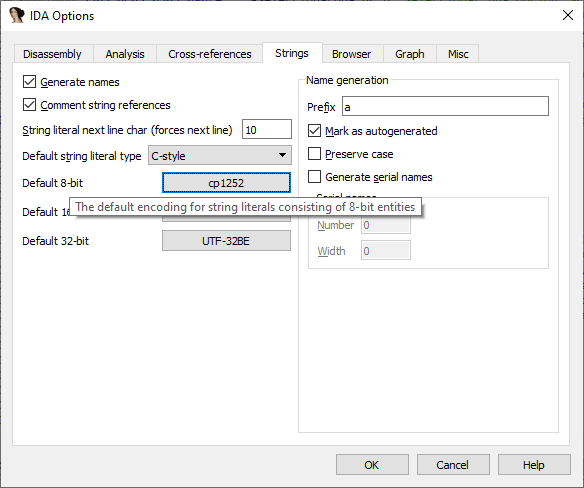 IDA Options
Disassembly Analysis Cross-references Strings Browser Graph Misc
Generate names
Comment string references
String literal next line char (forces next line) 10
Default string literal type C-style
Default 8-bit cp1252
The default encoding for string literals consisting of 8-bit entities
Default 16
Default 32-bit UTF-32BE
Name generation
Prefix a
Mark as autogenerated
Preserve case
Generate serial names
Serial names
Number 0
Width 0
OK Cancel Help